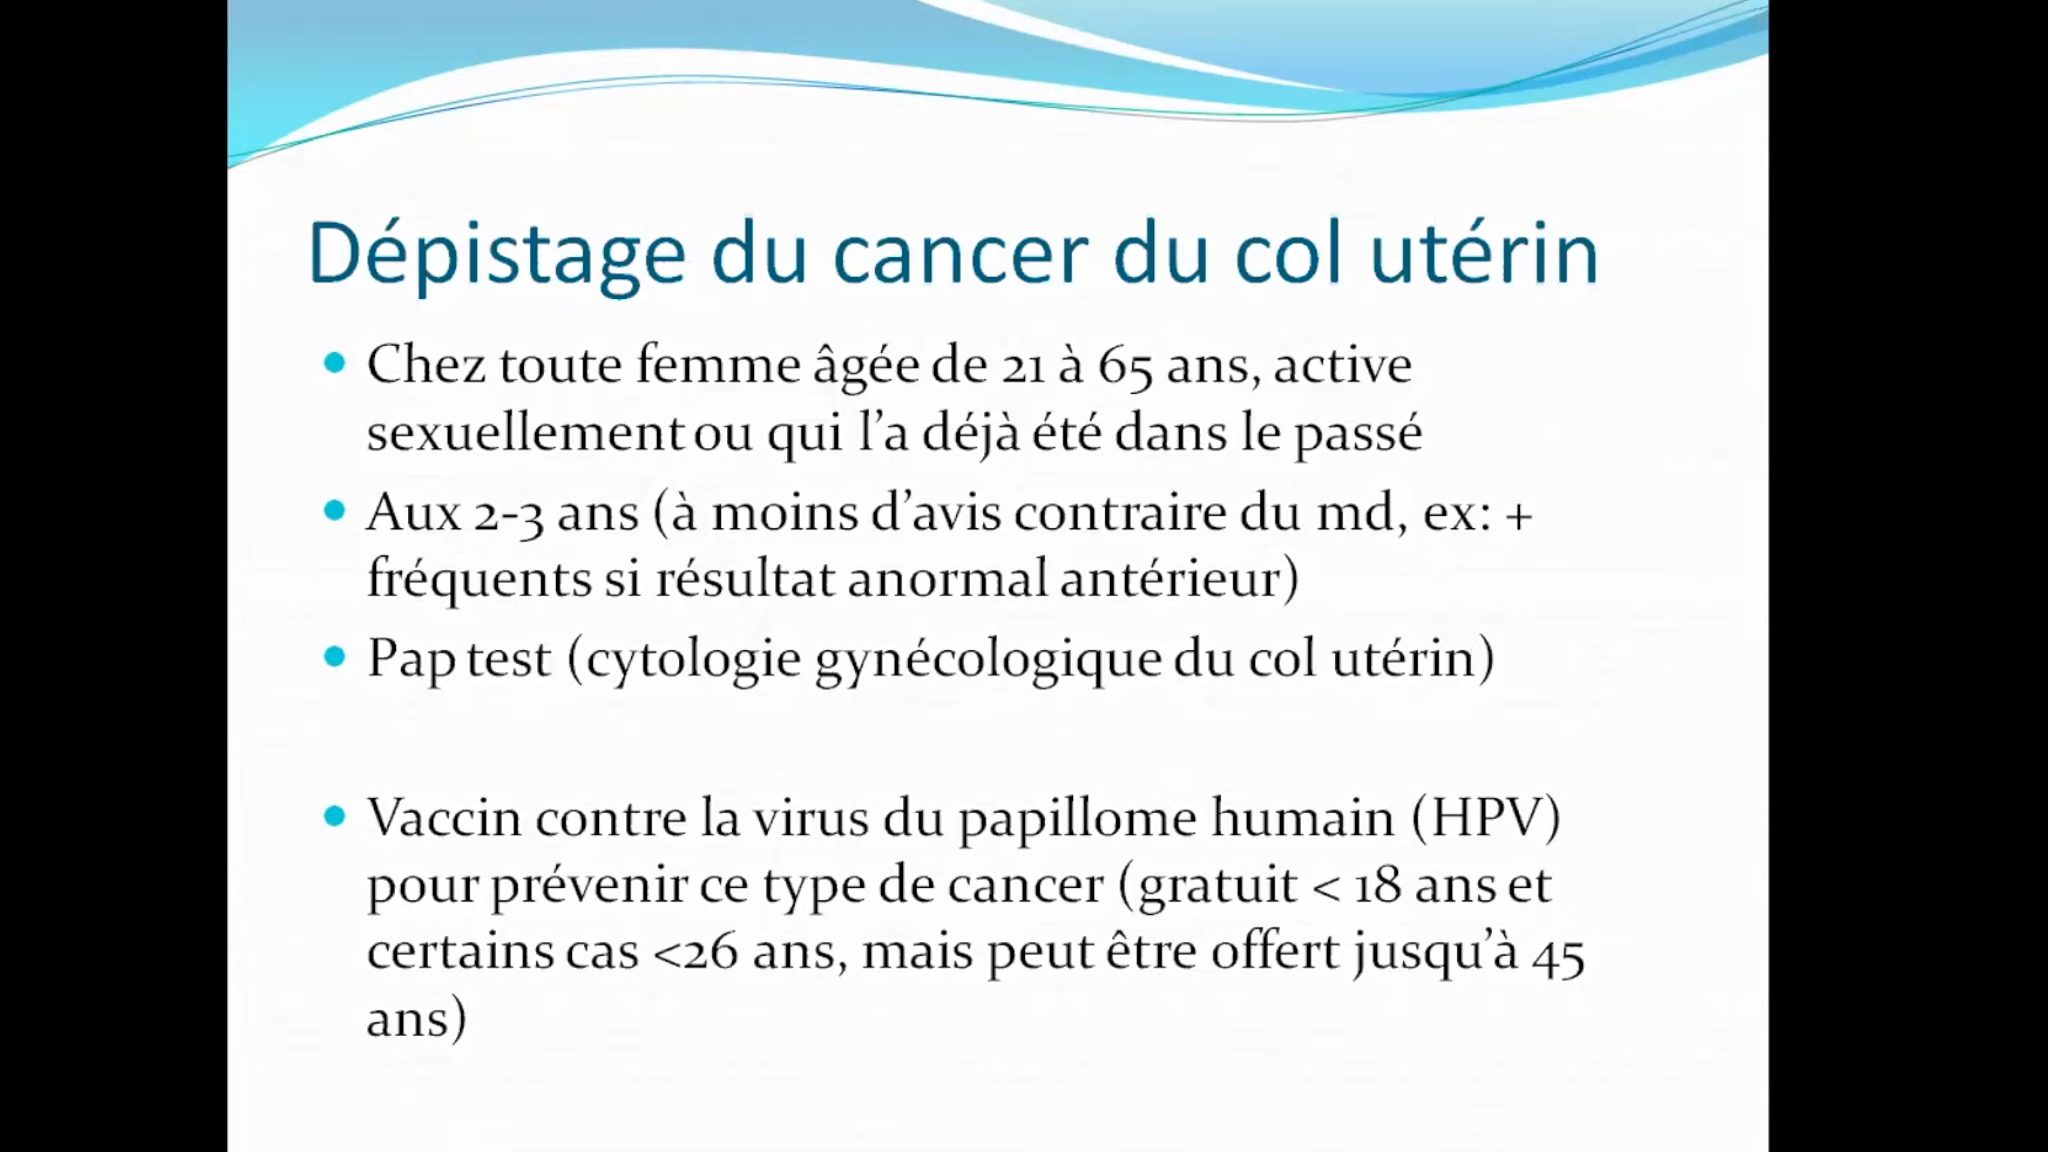 Dépistage du cancer du col utérin
• Chez toute femme âgée de 21 à 65 ans, active
sexuellement ou qui l’a déjà été dans le passé
• Aux 2-3 ans (à moins d’avis contraire du md, ex: +
fréquents si résultat anormal antérieur)
• Pap test (cytologie gynécologique du col utérin)
• Vaccin contre la virus du papillome humain (HPV)
pour prévenir ce type de cancer (gratuit < 18 ans et
certains cas <26 ans, mais peut être offert jusqu’à 45
ans)